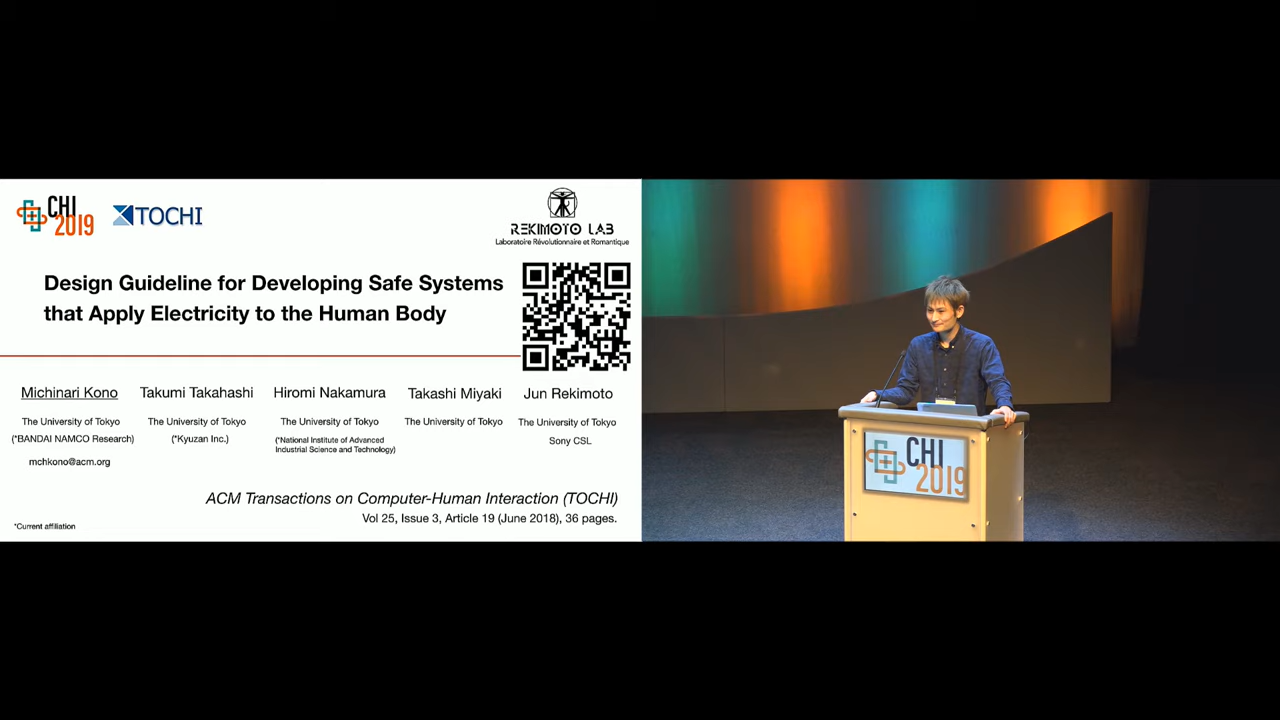 CHI
2019
TOCHI
REKIMOTO LAB
Laboratoire Révolutionnaire et Romantique
Design Guideline for Developing Safe Systems
that Apply Electricity to the Human Body
Michinari Kono
The University of Tokyo
(*BANDAI NAMCO Research)
mchkono@acm.org
Takumi Takahashi
The University of Tokyo
(*Kyuzan Inc.)
Hiromi Nakamura
The University of Tokyo
(*National Institute of Advanced
Industrial Science and Technology)
Takashi Miyaki
The University of Tokyo
Jun Rekimoto
The University of Tokyo
Sony CSL
ACM Transactions on Computer-Human Interaction (TOCHI)
Vol 25, Issue 3, Article 19 (June 2018), 36 pages.
*Current affiliation
CHI
2019